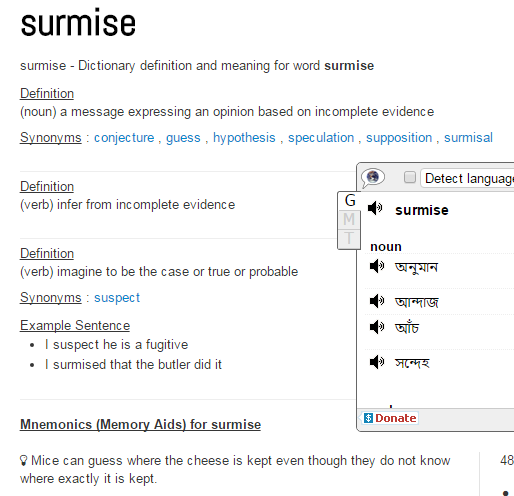 surmise
surmise - Dictionary definition and meaning for word surmise
Definition
(noun) a message expressing an opinion based on incomplete evidence
Synonyms : conjecture , guess , hypothesis , speculation , supposition , surmisal
Definition
(verb) infer from incomplete evidence
Definition
(verb) imagine to be the case or true or probable
Synonyms : suspect
Example Sentence
• I suspect he is a fugitive
• I surmised that the butler did it
Mnemonics (Memory Aids) for surmise
Mice can guess where the cheese is kept even though they do not know
where exactly it is kept.
Detect language
G
M
T
surmise
noun
অনুমান
আন্দাজ
আঁচ
সন্দেহ
$ Donate
48